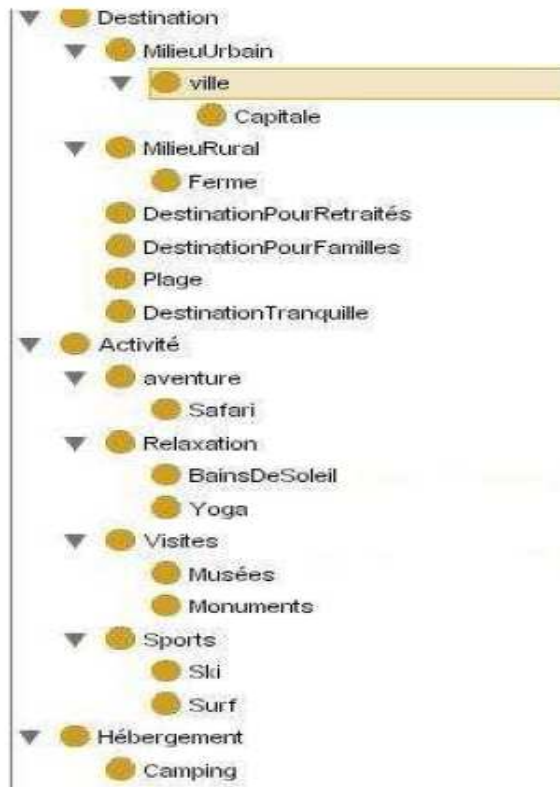 Destination
MilieuUrbain
ville
Capitale
MilieuRural
Ferme
DestinationPourRetraités
DestinationPourFamilles
Plage
DestinationTranquille
Activité
aventure
Safari
Relaxation
BainsDeSoleil
Yoga
Visites
Musées
Monuments
Sports
Ski
Surf
Hébergement
Camping